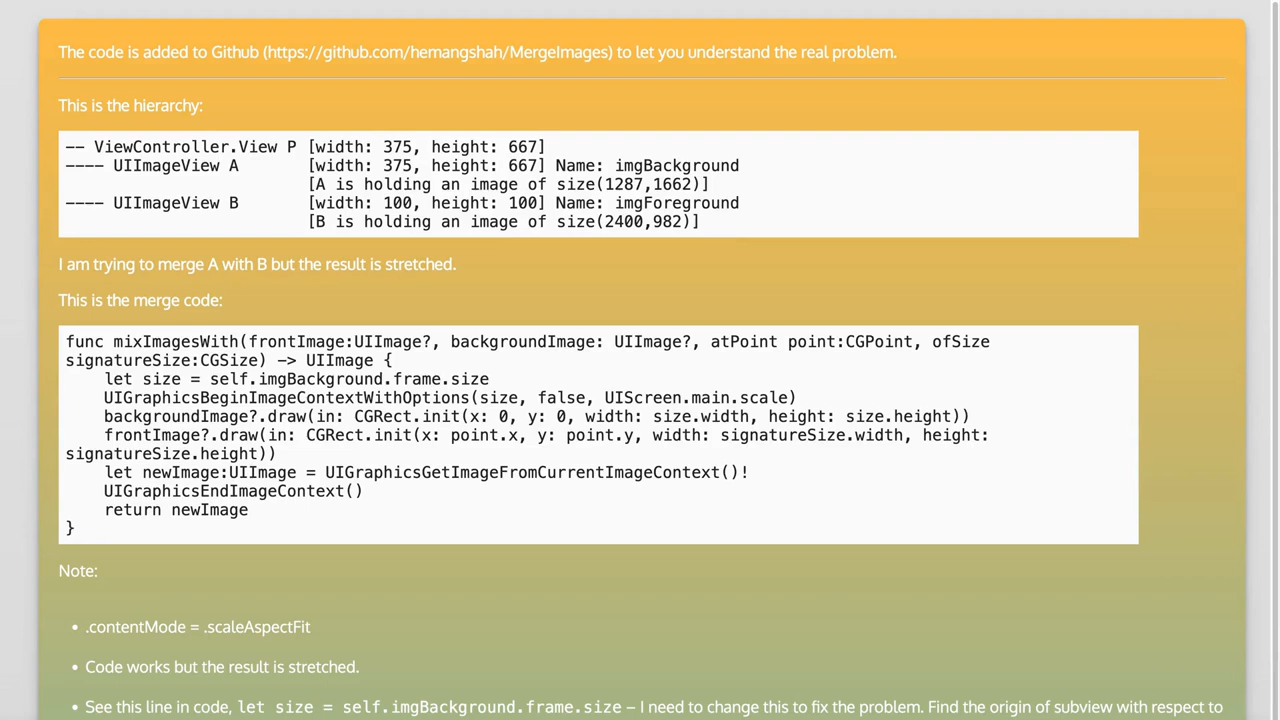 The code is added to Github (https://github.com/hemangshah/MergeImages) to let you understand the real problem.
This is the hierarchy:
-- ViewController.View P [width: 375, height: 667]
---- UIImageView A       [width: 375, height: 667] Name: imgBackground
                         [A is holding an image of size(1287,1662)]
---- UIImageView B       [width: 100, height: 100] Name: imgForeground
                         [B is holding an image of size(2400,982)]
I am trying to merge A with B but the result is stretched.
This is the merge code:
func mixImagesWith(frontImage:UIImage?, backgroundImage: UIImage?, atPoint point:CGPoint, ofSize
signatureSize:CGSize) -> UIImage {
    let size = self.imgBackground.frame.size
    UIGraphicsBeginImageContextWithOptions(size, false, UIScreen.main.scale)
    backgroundImage?.draw(in: CGRect.init(x: 0, y: 0, width: size.width, height: size.height))
    frontImage?.draw(in: CGRect.init(x: point.x, y: point.y, width: signatureSize.width, height:
signatureSize.height))
    let newImage:UIImage = UIGraphicsGetImageFromCurrentImageContext()!
    UIGraphicsEndImageContext()
    return newImage
}
Note:
• .contentMode = .scaleAspectFit
• Code works but the result is stretched.
• See this line in code, let size = self.imgBackground.frame.size – I need to change this to fix the problem. Find the origin of subview with respect to